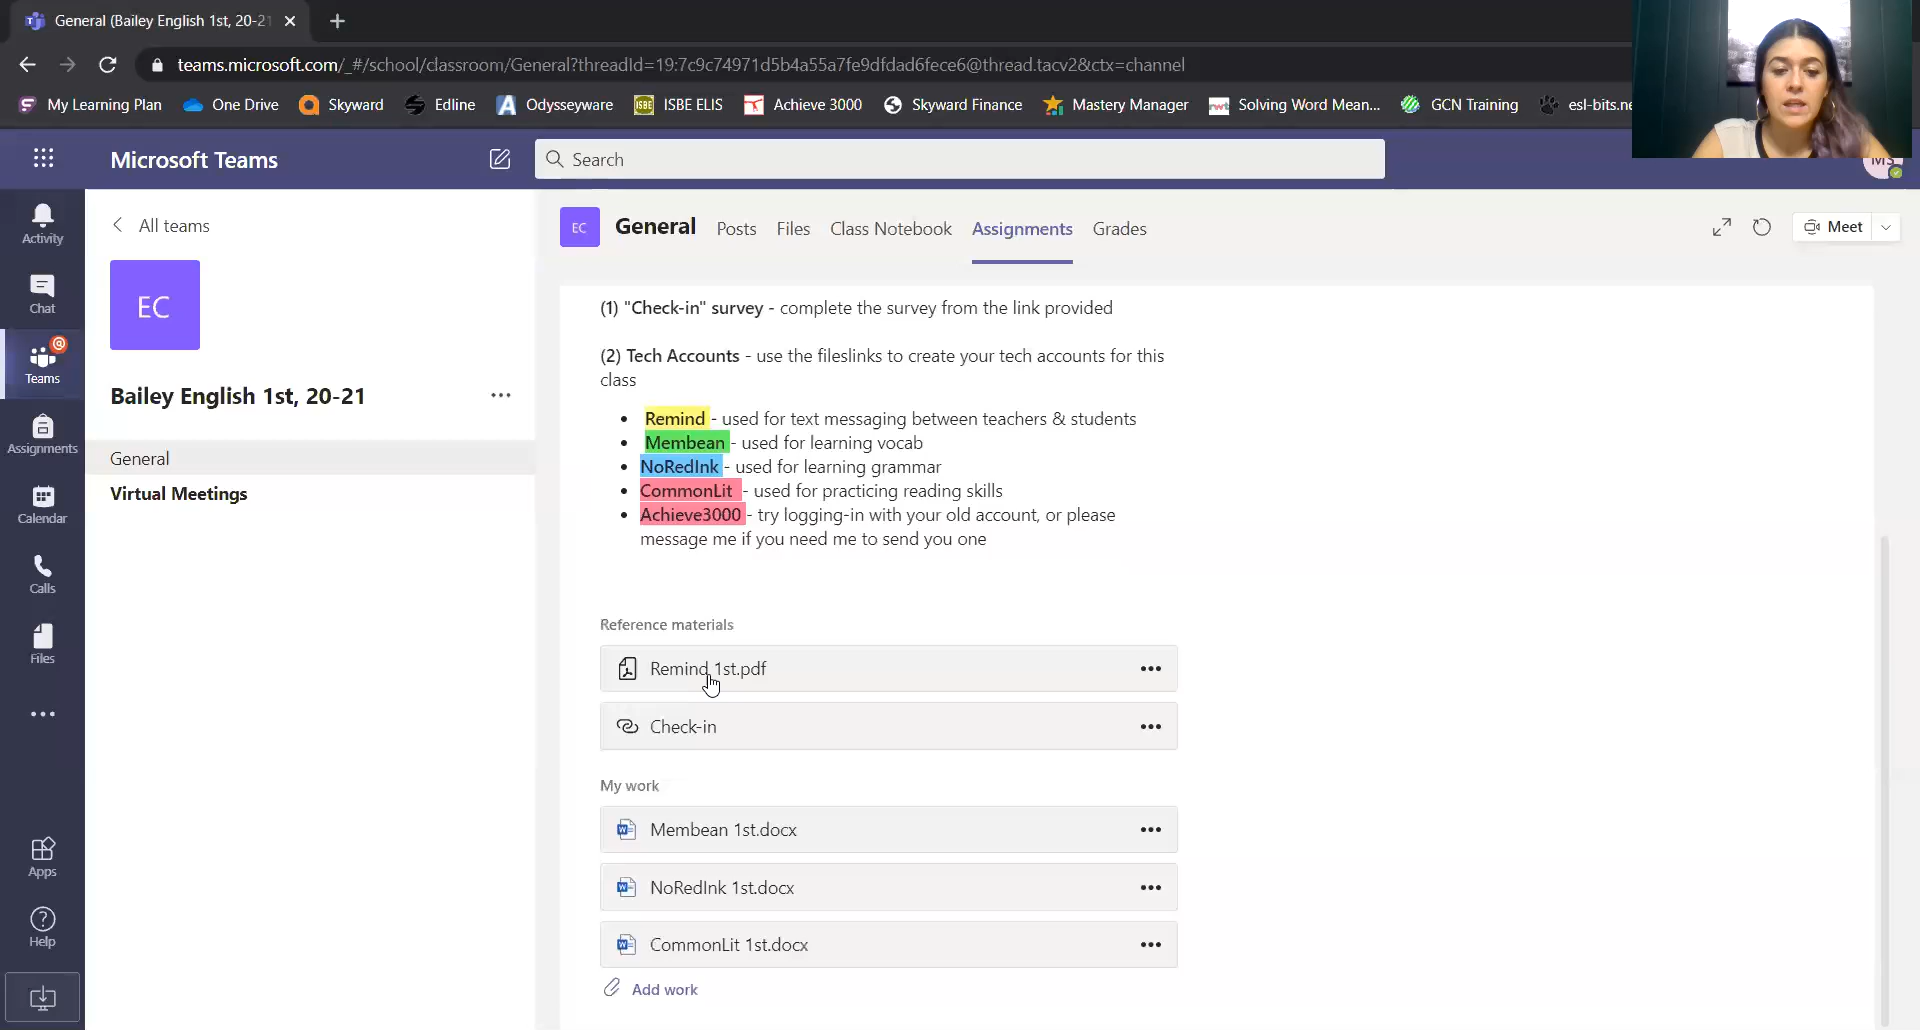 General (Bailey English 1st, 20-21
teams.microsoft.com/_#/school/classroom/General?threadId=19:7c9c74971d5b4a55a7fe9dfdad6fece6@thread.tacv2&ctx=channel
My Learning Plan One Drive Skyward Edline Odysseyware ISBE ELIS Achieve 3000 Skyward Finance Mastery Manager Solving Word Mean... GCN Training esl-bits.ne
Microsoft Teams
Search
MS
Activity
Chat
Teams
Assignments
Calendar
Calls
Files
Apps
Help
All teams
EC
Bailey English 1st, 20-21
General
Virtual Meetings
EC General Posts Files Class Notebook Assignments Grades
Meet
(1) "Check-in" survey - complete the survey from the link provided
(2) Tech Accounts - use the fileslinks to create your tech accounts for this
class
• Remind - used for text messaging between teachers & students
• Membean - used for learning vocab
• NoRedInk - used for learning grammar
• CommonLit - used for practicing reading skills
• Achieve3000 - try logging-in with your old account, or please
message me if you need me to send you one
Reference materials
Remind 1st.pdf
Check-in
My work
Membean 1st.docx
NoRedInk 1st.docx
CommonLit 1st.docx
Add work